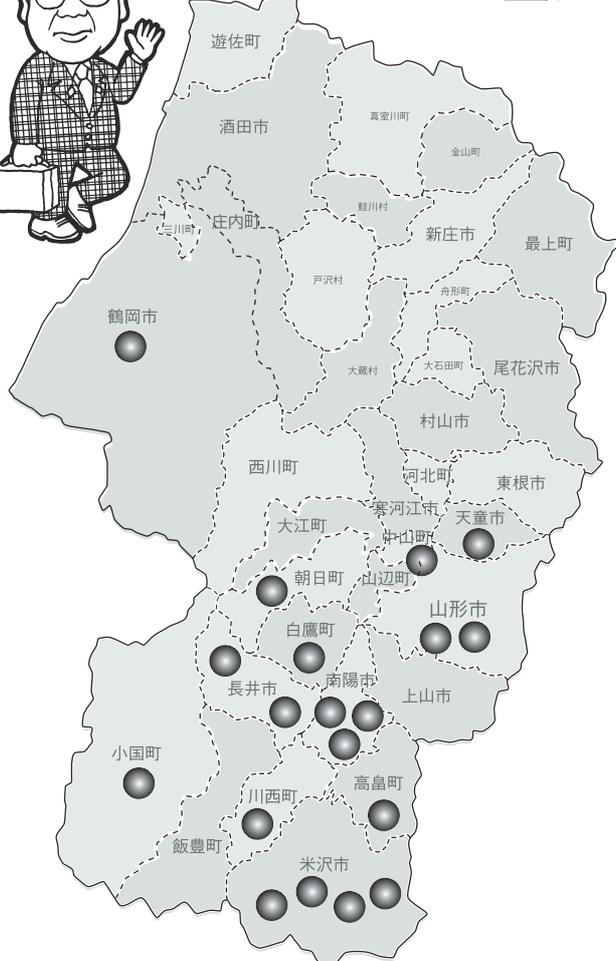 遊佐町
真室川町
酒田市
金山町
鮭川村
庄内町
三川町
新庄市
最上町
戸沢村
舟形町
鶴岡市
大石田町
大蔵村
尾花沢市
村山市
西川町
河北町
東根市
寒河江市
天童市
大江町
中山町
朝日町
山辺町
山形市
白鷹町
南陽市
長井市
上山市
小国町
高畠町
川西町
飯豊町
米沢市